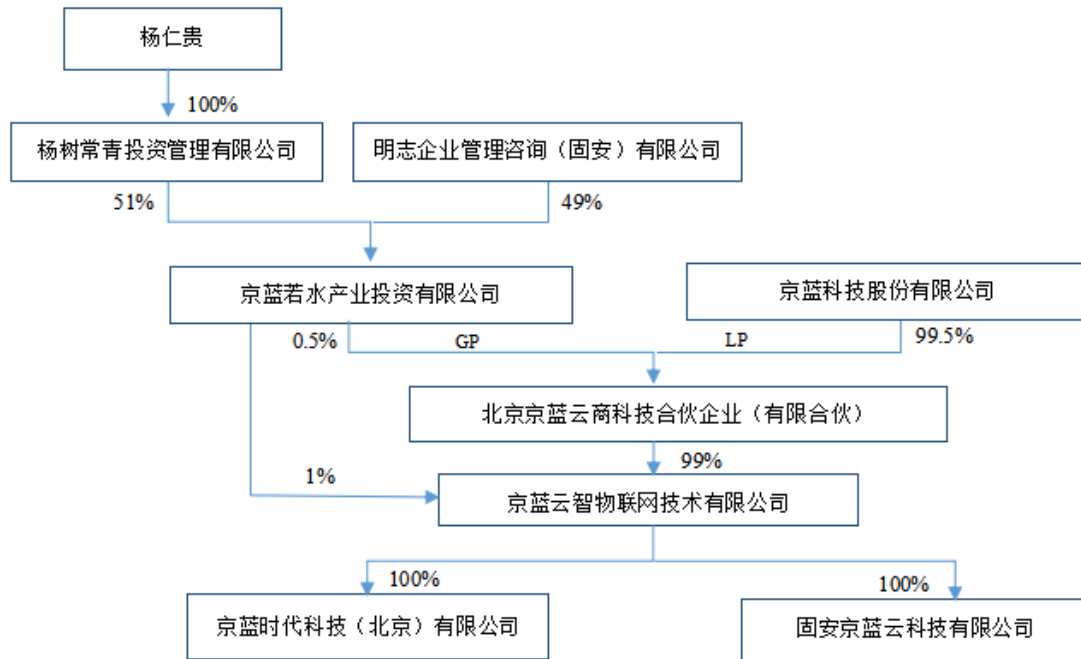 杨仁贵
100%
杨树常青投资管理有限公司
明志企业管理咨询（固安）有限公司
51%
49%
京蓝若水产业投资有限公司
京蓝科技股份有限公司
0.5%
GP
LP
99.5%
北京京蓝云商科技合伙企业（有限合伙）
99%
1%
京蓝云智物联网技术有限公司
100%
100%
京蓝时代科技（北京）有限公司
固安京蓝云科技有限公司